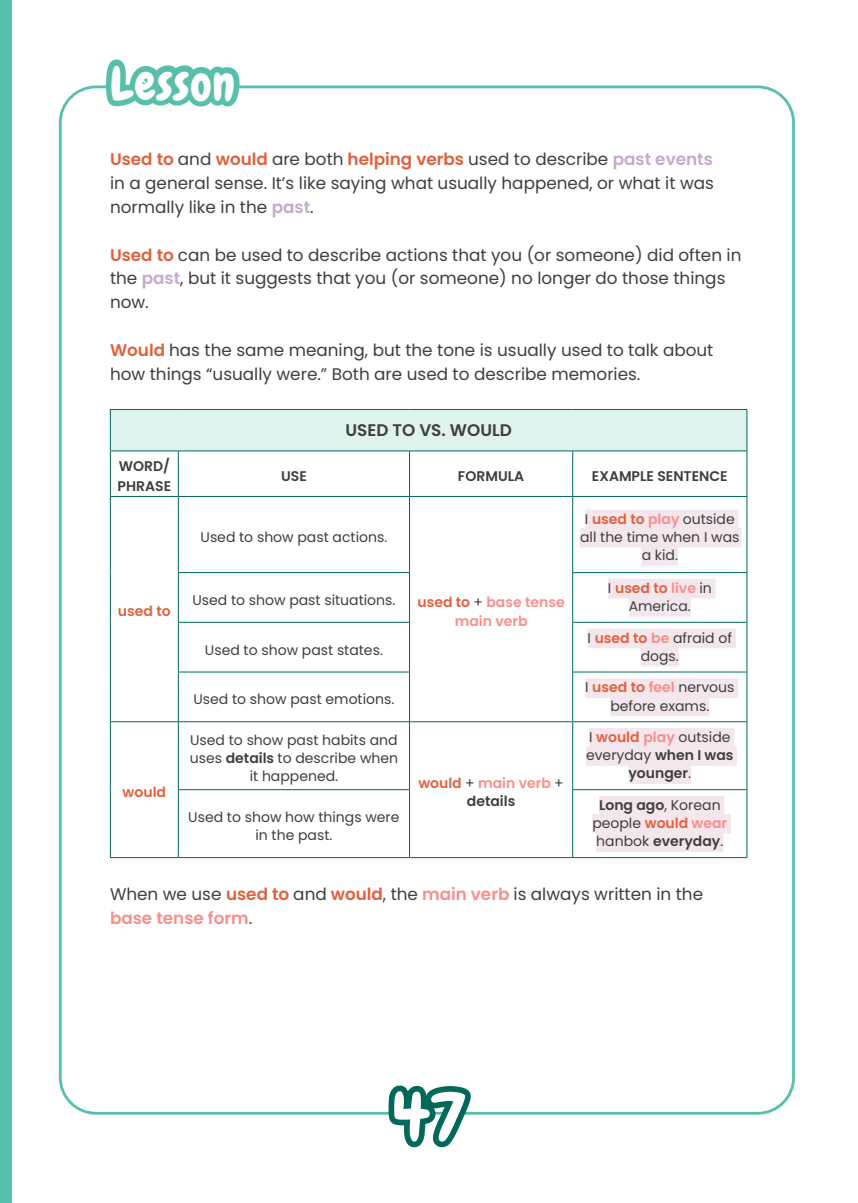 Lesson
Used to and would are both helping verbs used to describe past events
in a general sense. It's like saying what usually happened, or what it was
normally like in the past.
Used to can be used to describe actions that you (or someone) did often in
the past, but it suggests that you (or someone) no longer do those things
now.
Would has the same meaning, but the tone is usually used to talk about
how things “usually were.” Both are used to describe memories.
USED TO VS. WOULD
WORD/
PHRASE
USE
FORMULA
EXAMPLE SENTENCE
used to
Used to show past actions.
used to + base tense
main verb
I used to play outside
all the time when I was
a kid.
Used to show past situations.
I used to live in
America.
Used to show past states.
I used to be afraid of
dogs.
Used to show past emotions.
I used to feel nervous
before exams.
would
Used to show past habits and
uses details to describe when
it happened.
would + main verb +
details
I would play outside
everyday when I was
younger.
Used to show how things were
in the past.
Long ago, Korean
people would wear
hanbok everyday.
When we use used to and would, the main verb is always written in the
base tense form.
47